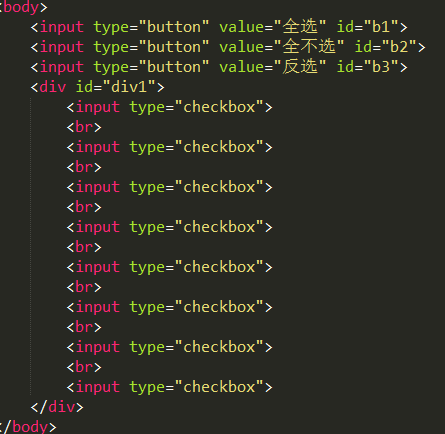 <body>
<input type="button" value="全选" id="b1">
<input type="button" value="全不选" id="b2">
<input type="button" value="反选" id="b3">
<div id="div1">
<input type="checkbox">
<br>
<input type="checkbox">
<br>
<input type="checkbox">
<br>
<input type="checkbox">
<br>
<input type="checkbox">
<br>
<input type="checkbox">
<br>
<input type="checkbox">
<br>
<input type="checkbox">
</div>
</body>